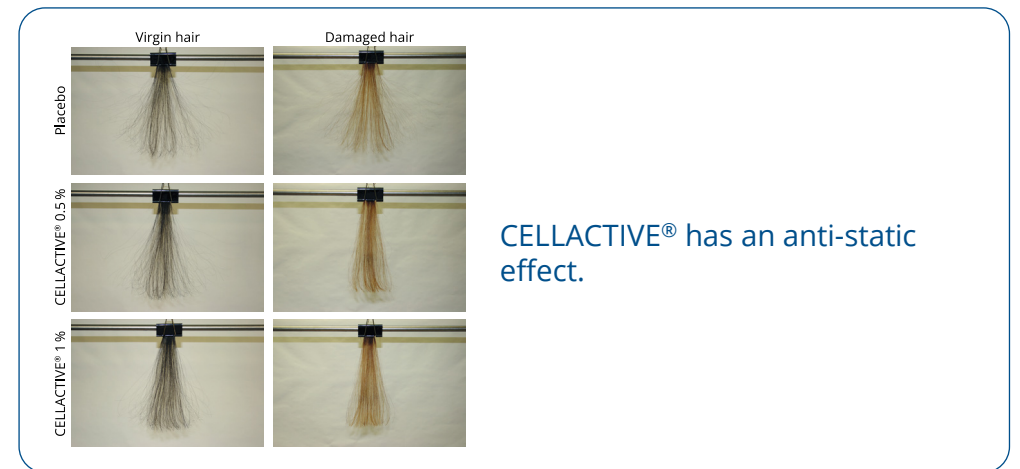 Virgin hair
Damaged hair
Placebo
CELLACTIVE® 0.5 %
CELLACTIVE® 1 %
CELLACTIVE® has an anti-static
effect.